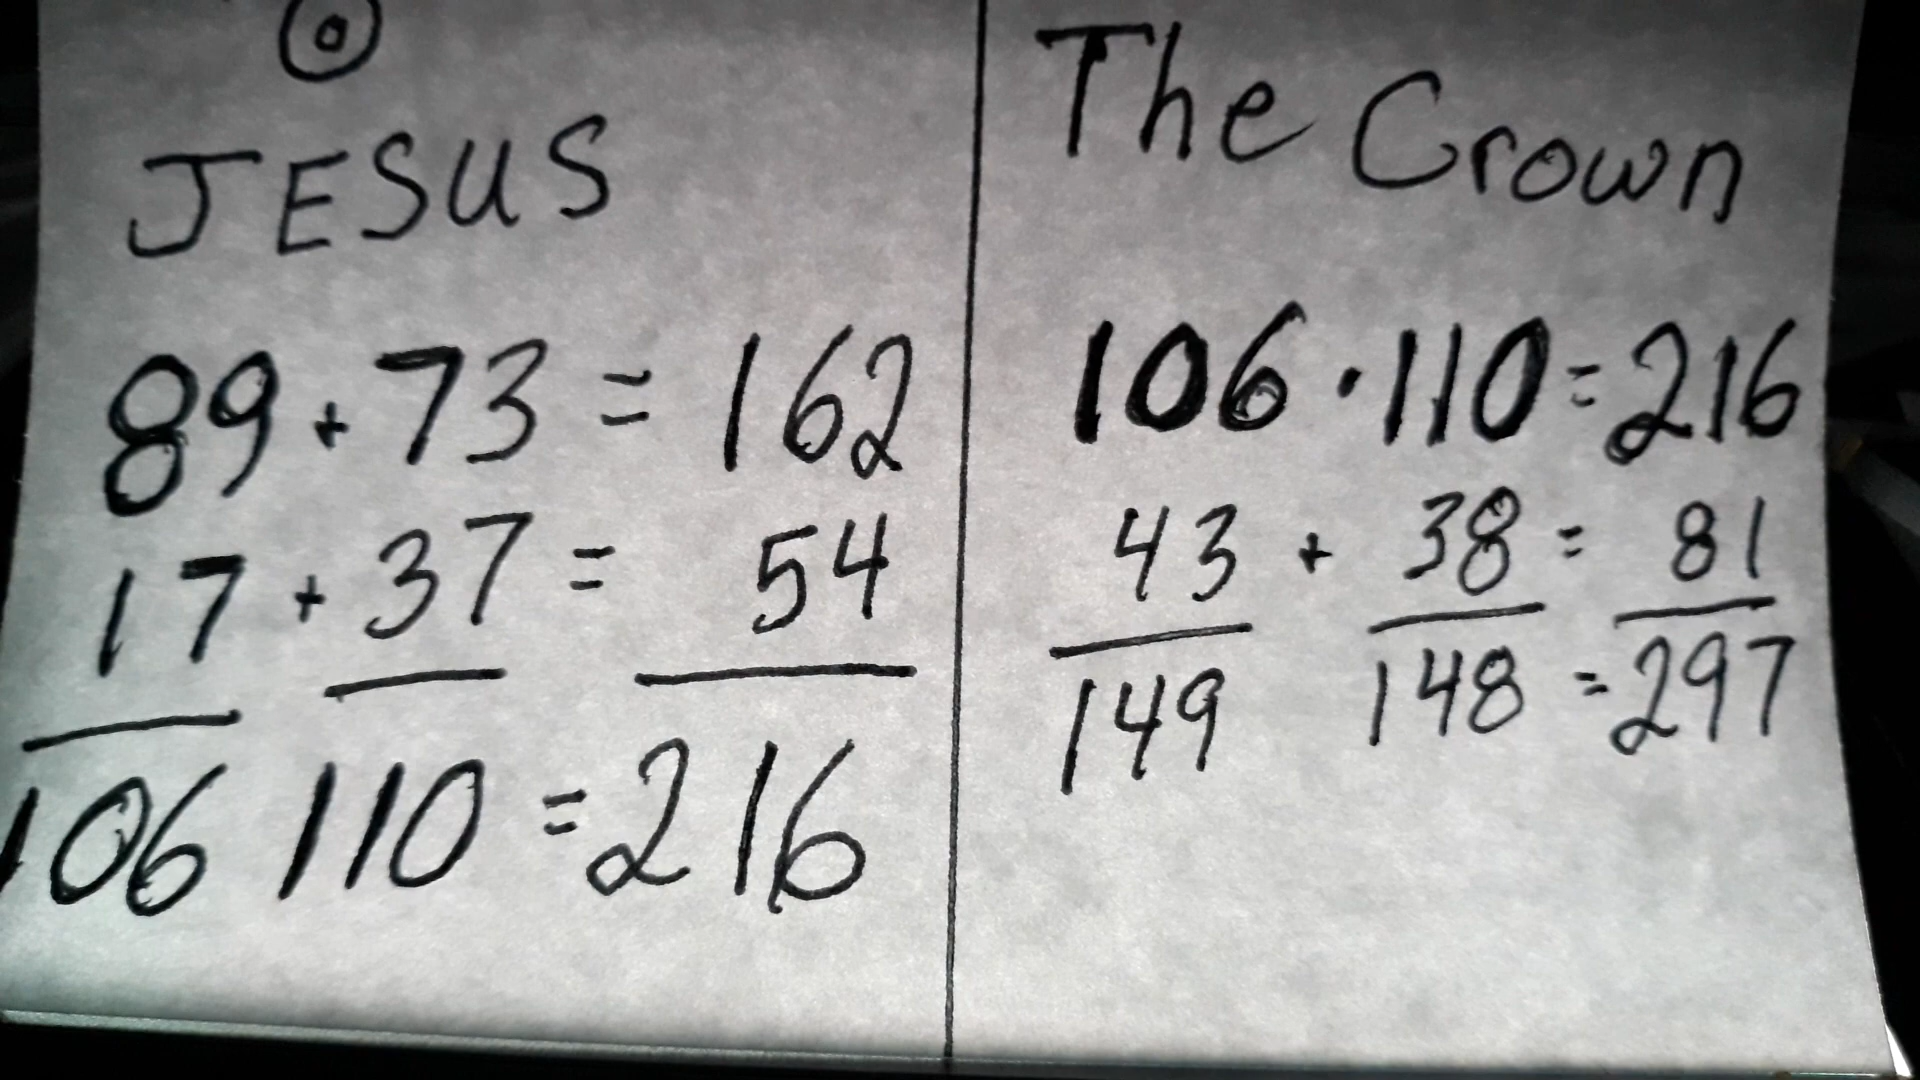 JESUS
89 + 73 = 162
17 + 37 = 54
106 110 = 216
The Crown
106 · 110 = 216
43 + 38 = 81
149 148 = 297